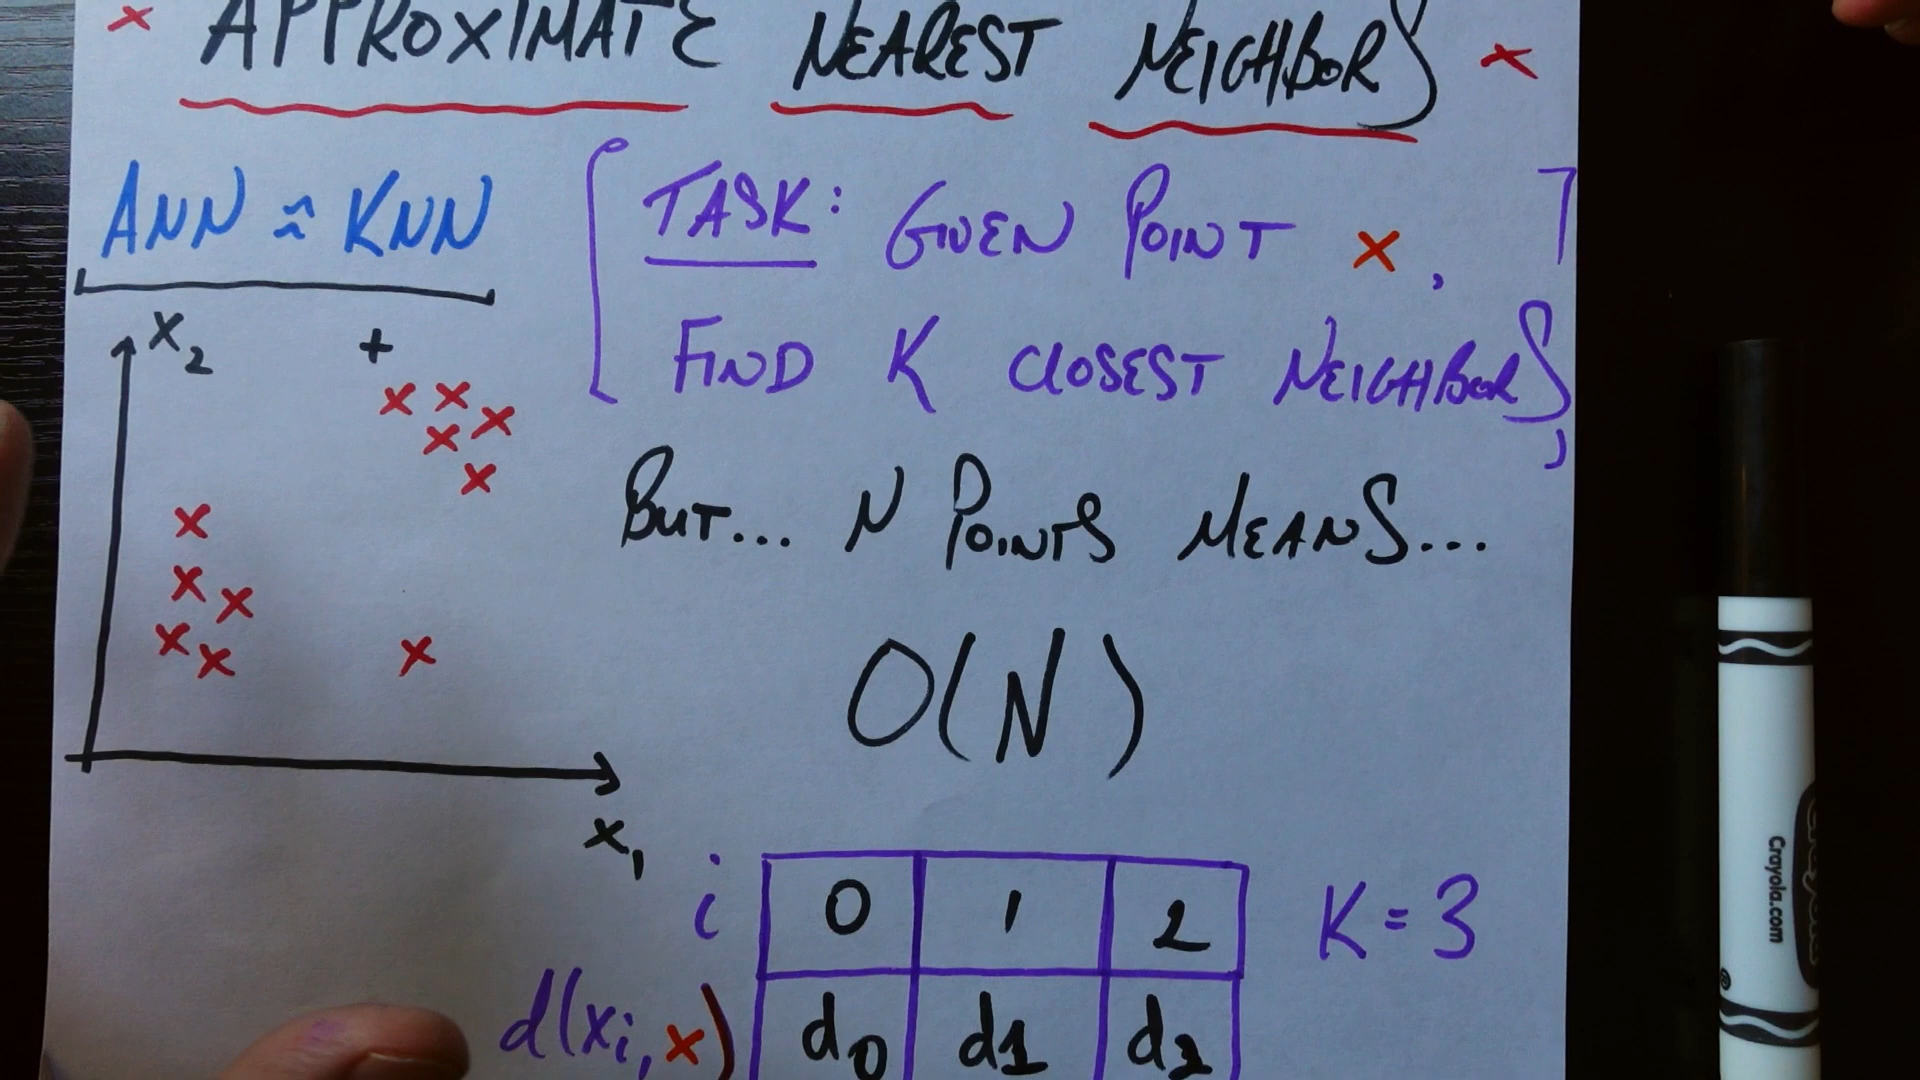 x APPROXIMATE NEAREST NEIGHBORS x
ANN ≈ KNN
TASK: GIVEN POINT x,
FIND K CLOSEST NEIGHBORS,
X2
BUT... N POINTS MEANS...
O(N)
X1
i 0 1 2 K=3
d(xi, x) d0 d1 d2
Crayola.com